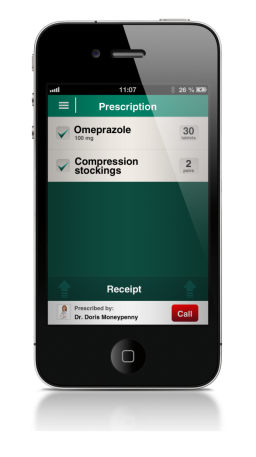 11:07
26 %
Prescription
Omeprazole
100 mg
30
tablets
Compression
stockings
2
pairs
Receipt
Prescribed by:
Dr. Doris Moneypenny
Call